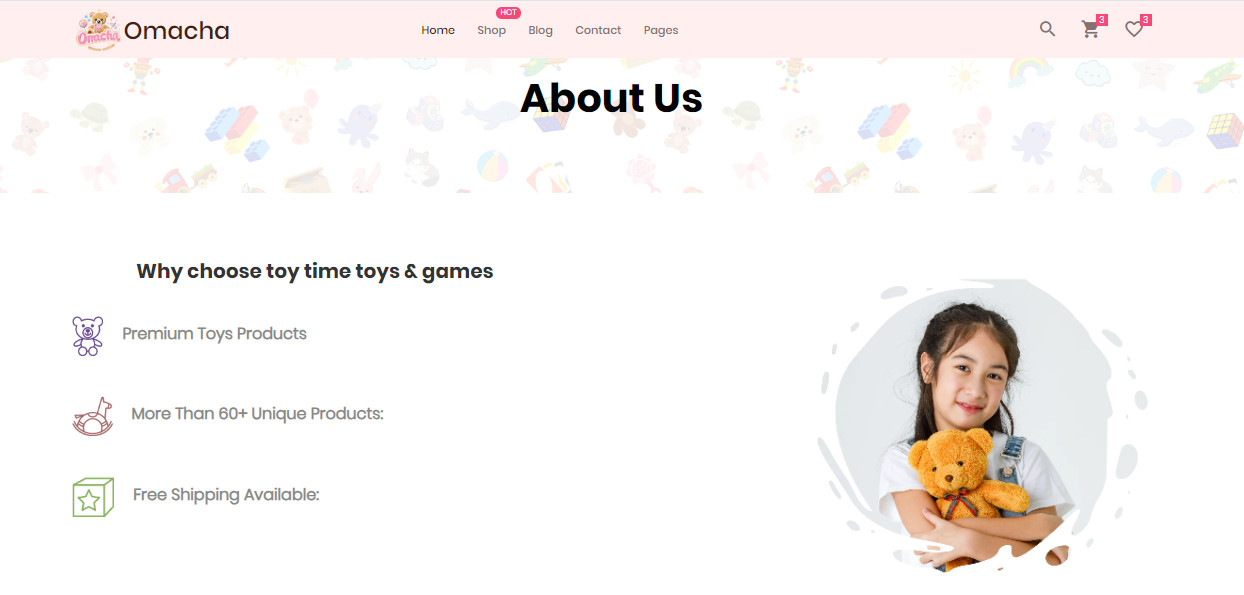 Omacha
Omacha
HOT
Home Shop Blog Contact Pages
3
3
About Us
Why choose toy time toys & games
Premium Toys Products
More Than 60+ Unique Products:
Free Shipping Available: